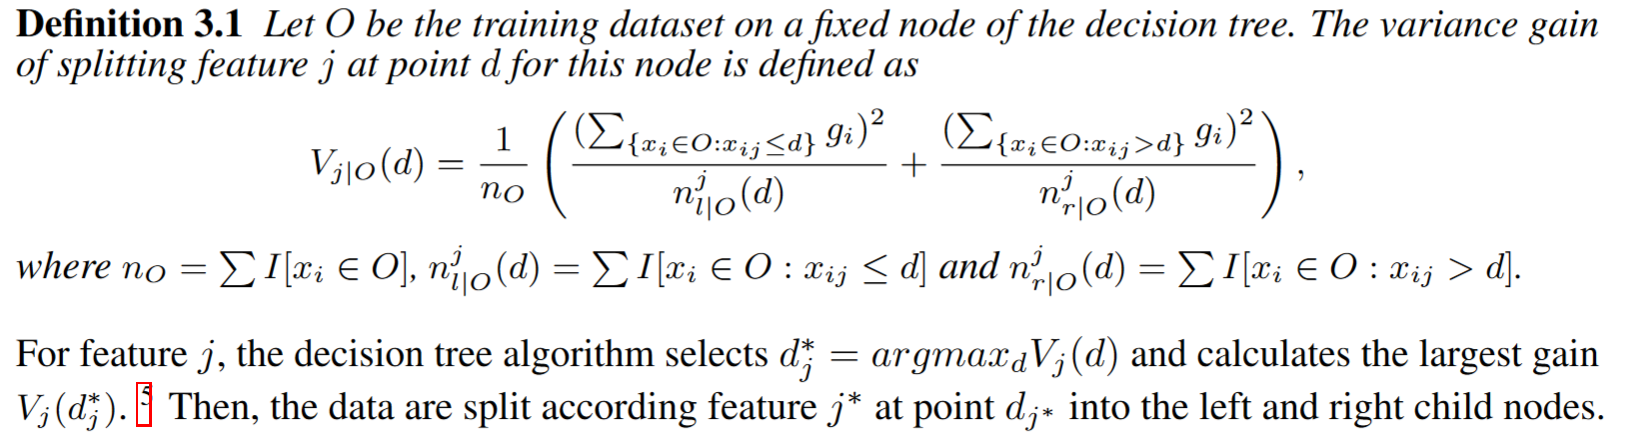 Definition 3.1 Let O be the training dataset on a fixed node of the decision tree. The variance gain
of splitting feature j at point d for this node is defined as
V_{j|O}(d) = \frac{1}{n_O} \left( \frac{(\sum_{\{x_i \in O: x_{ij} \le d\}} g_i)^2}{n^j_{l|O}(d)} + \frac{(\sum_{\{x_i \in O: x_{ij} > d\}} g_i)^2}{n^j_{r|O}(d)} \right),
where n_O = \sum I[x_i \in O], n^j_{l|O}(d) = \sum I[x_i \in O : x_{ij} \le d] and n^j_{r|O}(d) = \sum I[x_i \in O : x_{ij} > d].
For feature j, the decision tree algorithm selects d^*_j = argmax_d V_j(d) and calculates the largest gain
V_j(d^*_j). ^5 Then, the data are split according feature j^* at point d_{j^*} into the left and right child nodes.